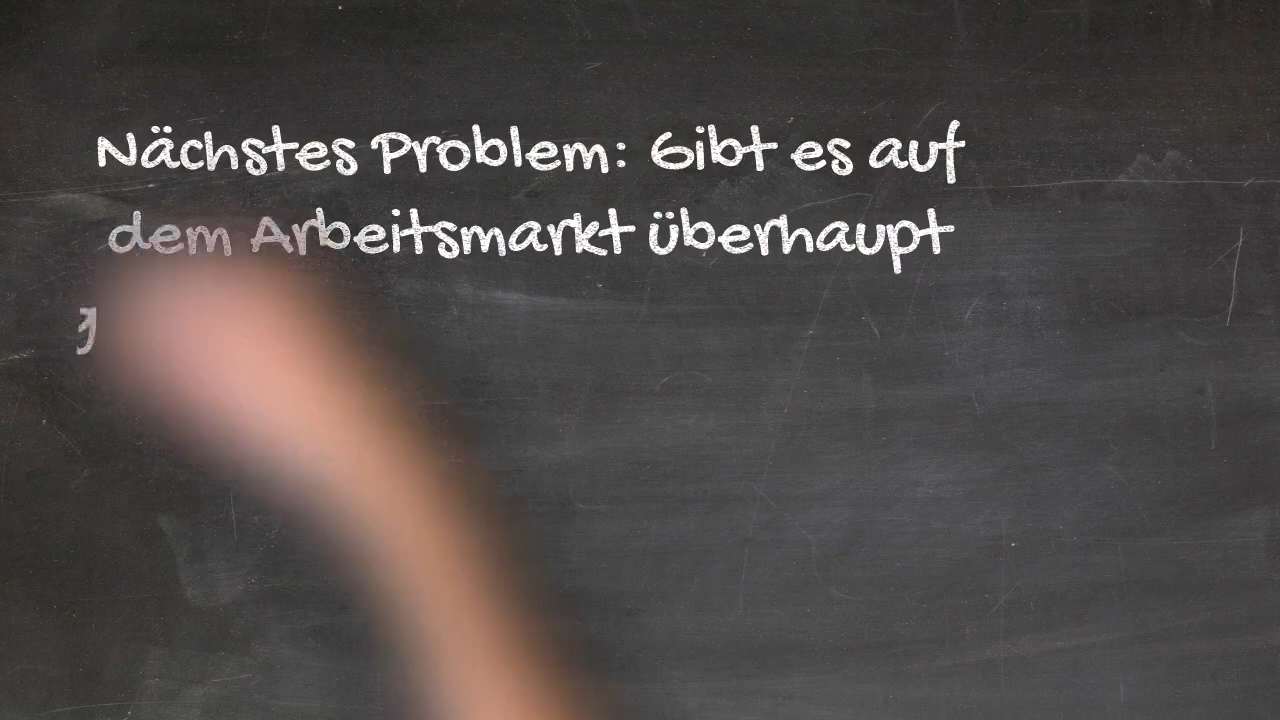 Nächstes Problem: Gibt es auf
dem Arbeitsmarkt überhaupt